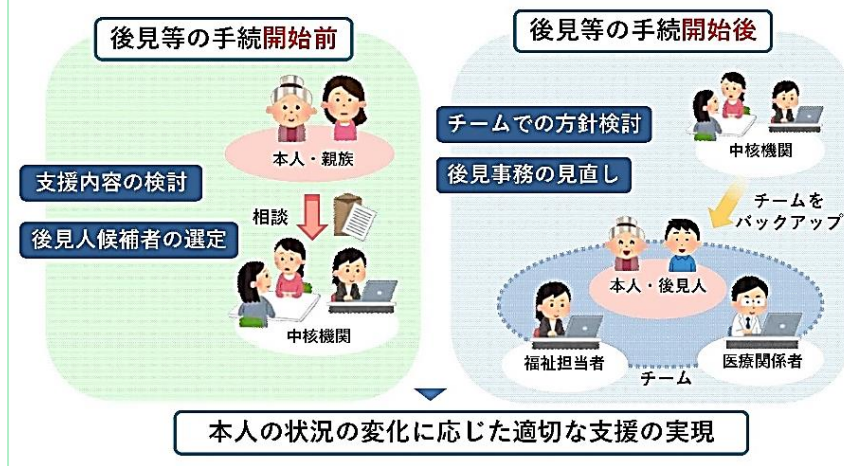 後見等の手続開始前
本人・親族
支援内容の検討
後見人候補者の選定
相談
中核機関
後見等の手続開始後
チームでの方針検討
後見事務の見直し
中核機関
チームを
バックアップ
本人・後見人
福祉担当者
医療関係者
チーム
本人の状況の変化に応じた適切な支援の実現